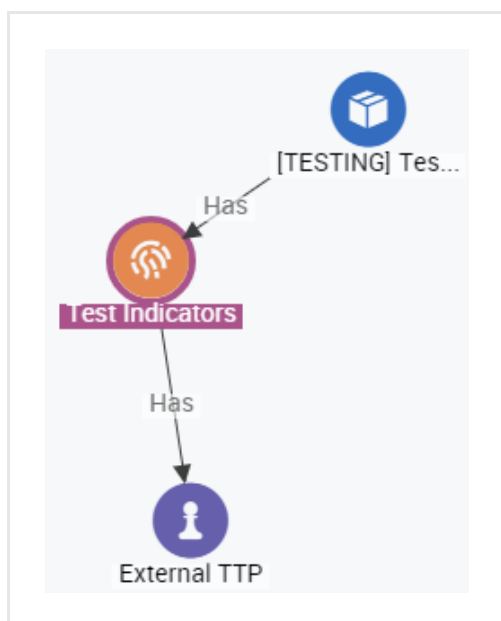 [TESTING] Tes...
Has
Test Indicators
Has
External TTP